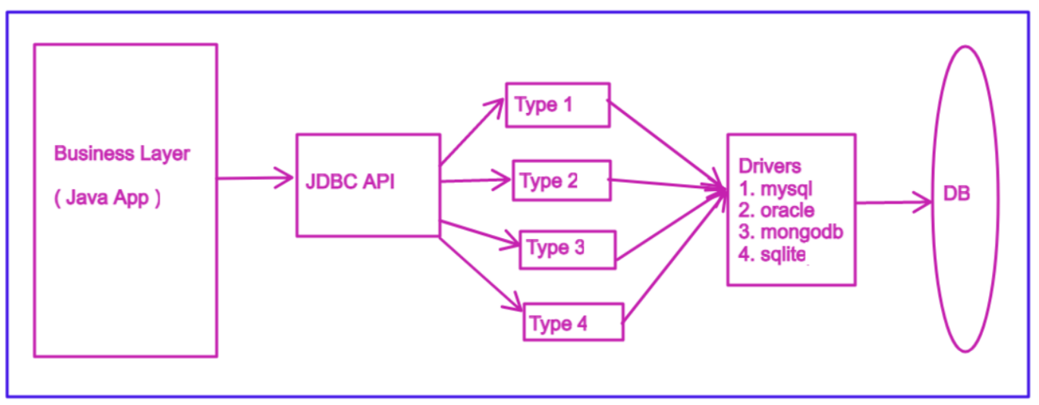 Business Layer
( Java App )
JDBC API
Type 1
Type 2
Type 3
Type 4
Drivers
1. mysql
2. oracle
3. mongodb
4. sqlite
DB